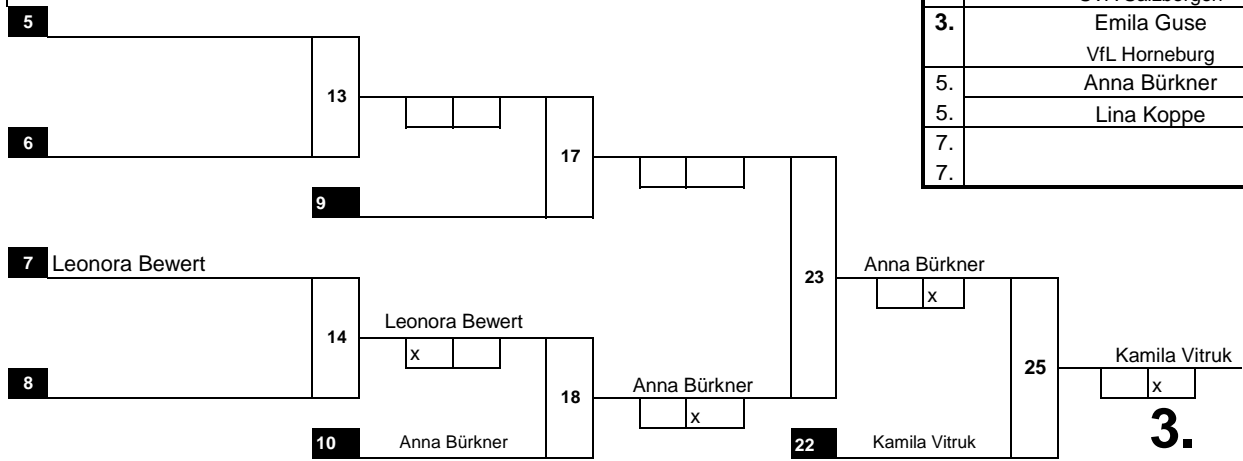 5
3. Emila Guse
VfL Horneburg
5. Anna Bürkner
5. Lina Koppe
7.
7.
13
6
17
9
7 Leonora Bewert
23
Anna Bürkner
x
14
Leonora Bewert
x
25
Kamila Vitruk
x
3.
8
18
Anna Bürkner
x
10 Anna Bürkner
22 Kamila Vitruk